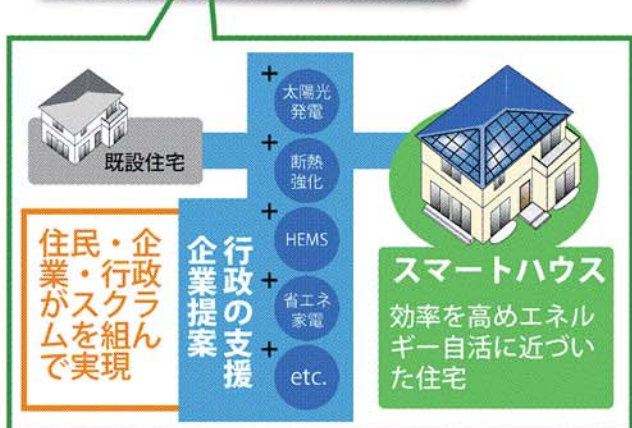 既設住宅
住民・企
業・行政
がスクラ
ムを組ん
で実現
行政の支援
企業提案
+
太陽光
発電
+
断熱
強化
+
HEMS
+
省エネ
家電
+
etc.
スマートハウス
効率を高めエネル
ギー自活に近づい
た住宅